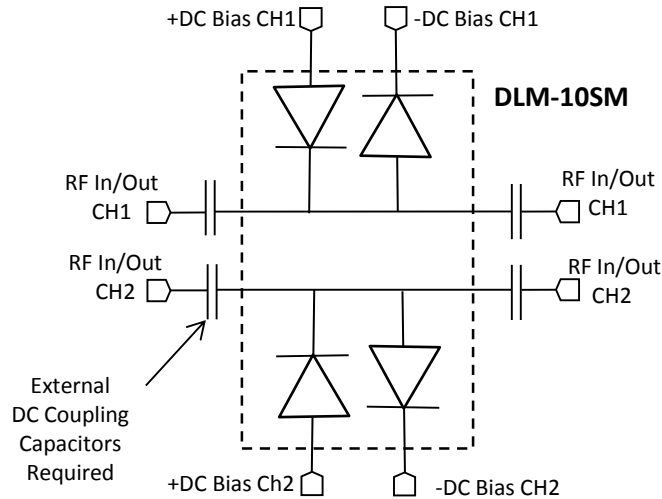 +DC Bias CH1
-DC Bias CH1
DLM-10SM
RF In/Out
CH1
RF In/Out
CH1
RF In/Out
CH2
RF In/Out
CH2
External
DC Coupling
Capacitors
Required
+DC Bias Ch2
-DC Bias CH2